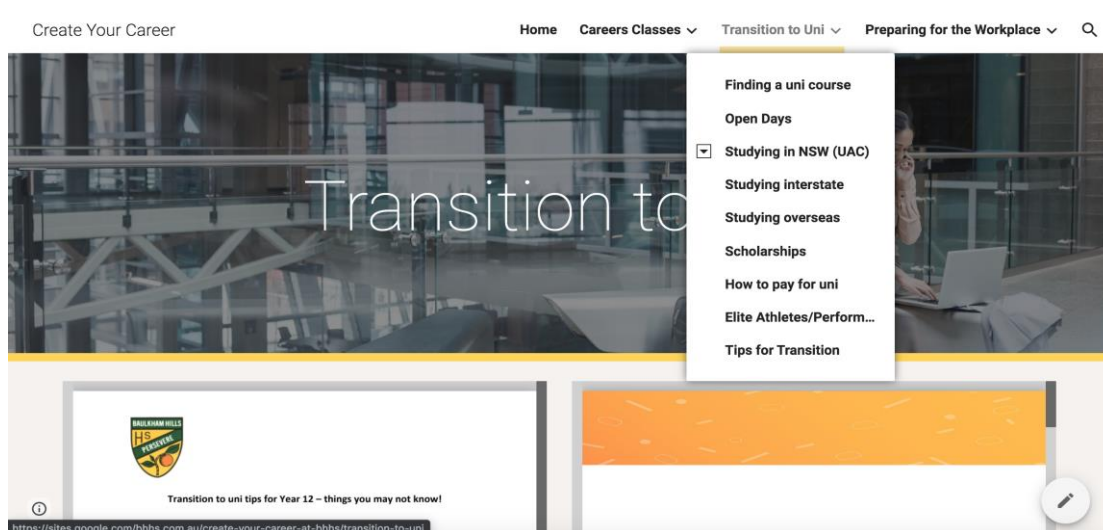 Create Your Career
Home Careers Classes Transition to Uni Preparing for the Workplace
Finding a uni course
Open Days
Studying in NSW (UAC)
Studying interstate
Studying overseas
Scholarships
How to pay for uni
Elite Athletes/Perform...
Tips for Transition
Transition to
BAULKHAM HILLS
HS
PERSEVERE
Transition to uni tips for Year 12 – things you may not know!
https://sites.google.com/bhhs.com.au/create-your-career-at-bhhs/transition-to-uni